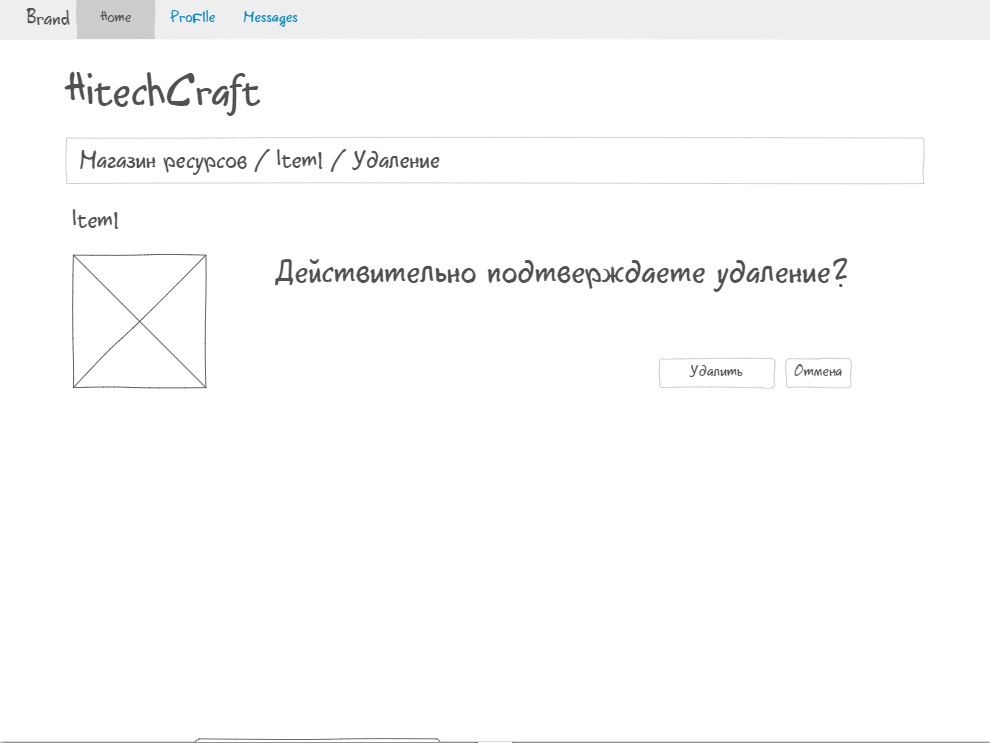 Brand Home Profile Messages
HitechCraft
Магазин ресурсов / Item1 / Удаление
Item1
Действительно подтверждаете удаление?
Удалить Отмена